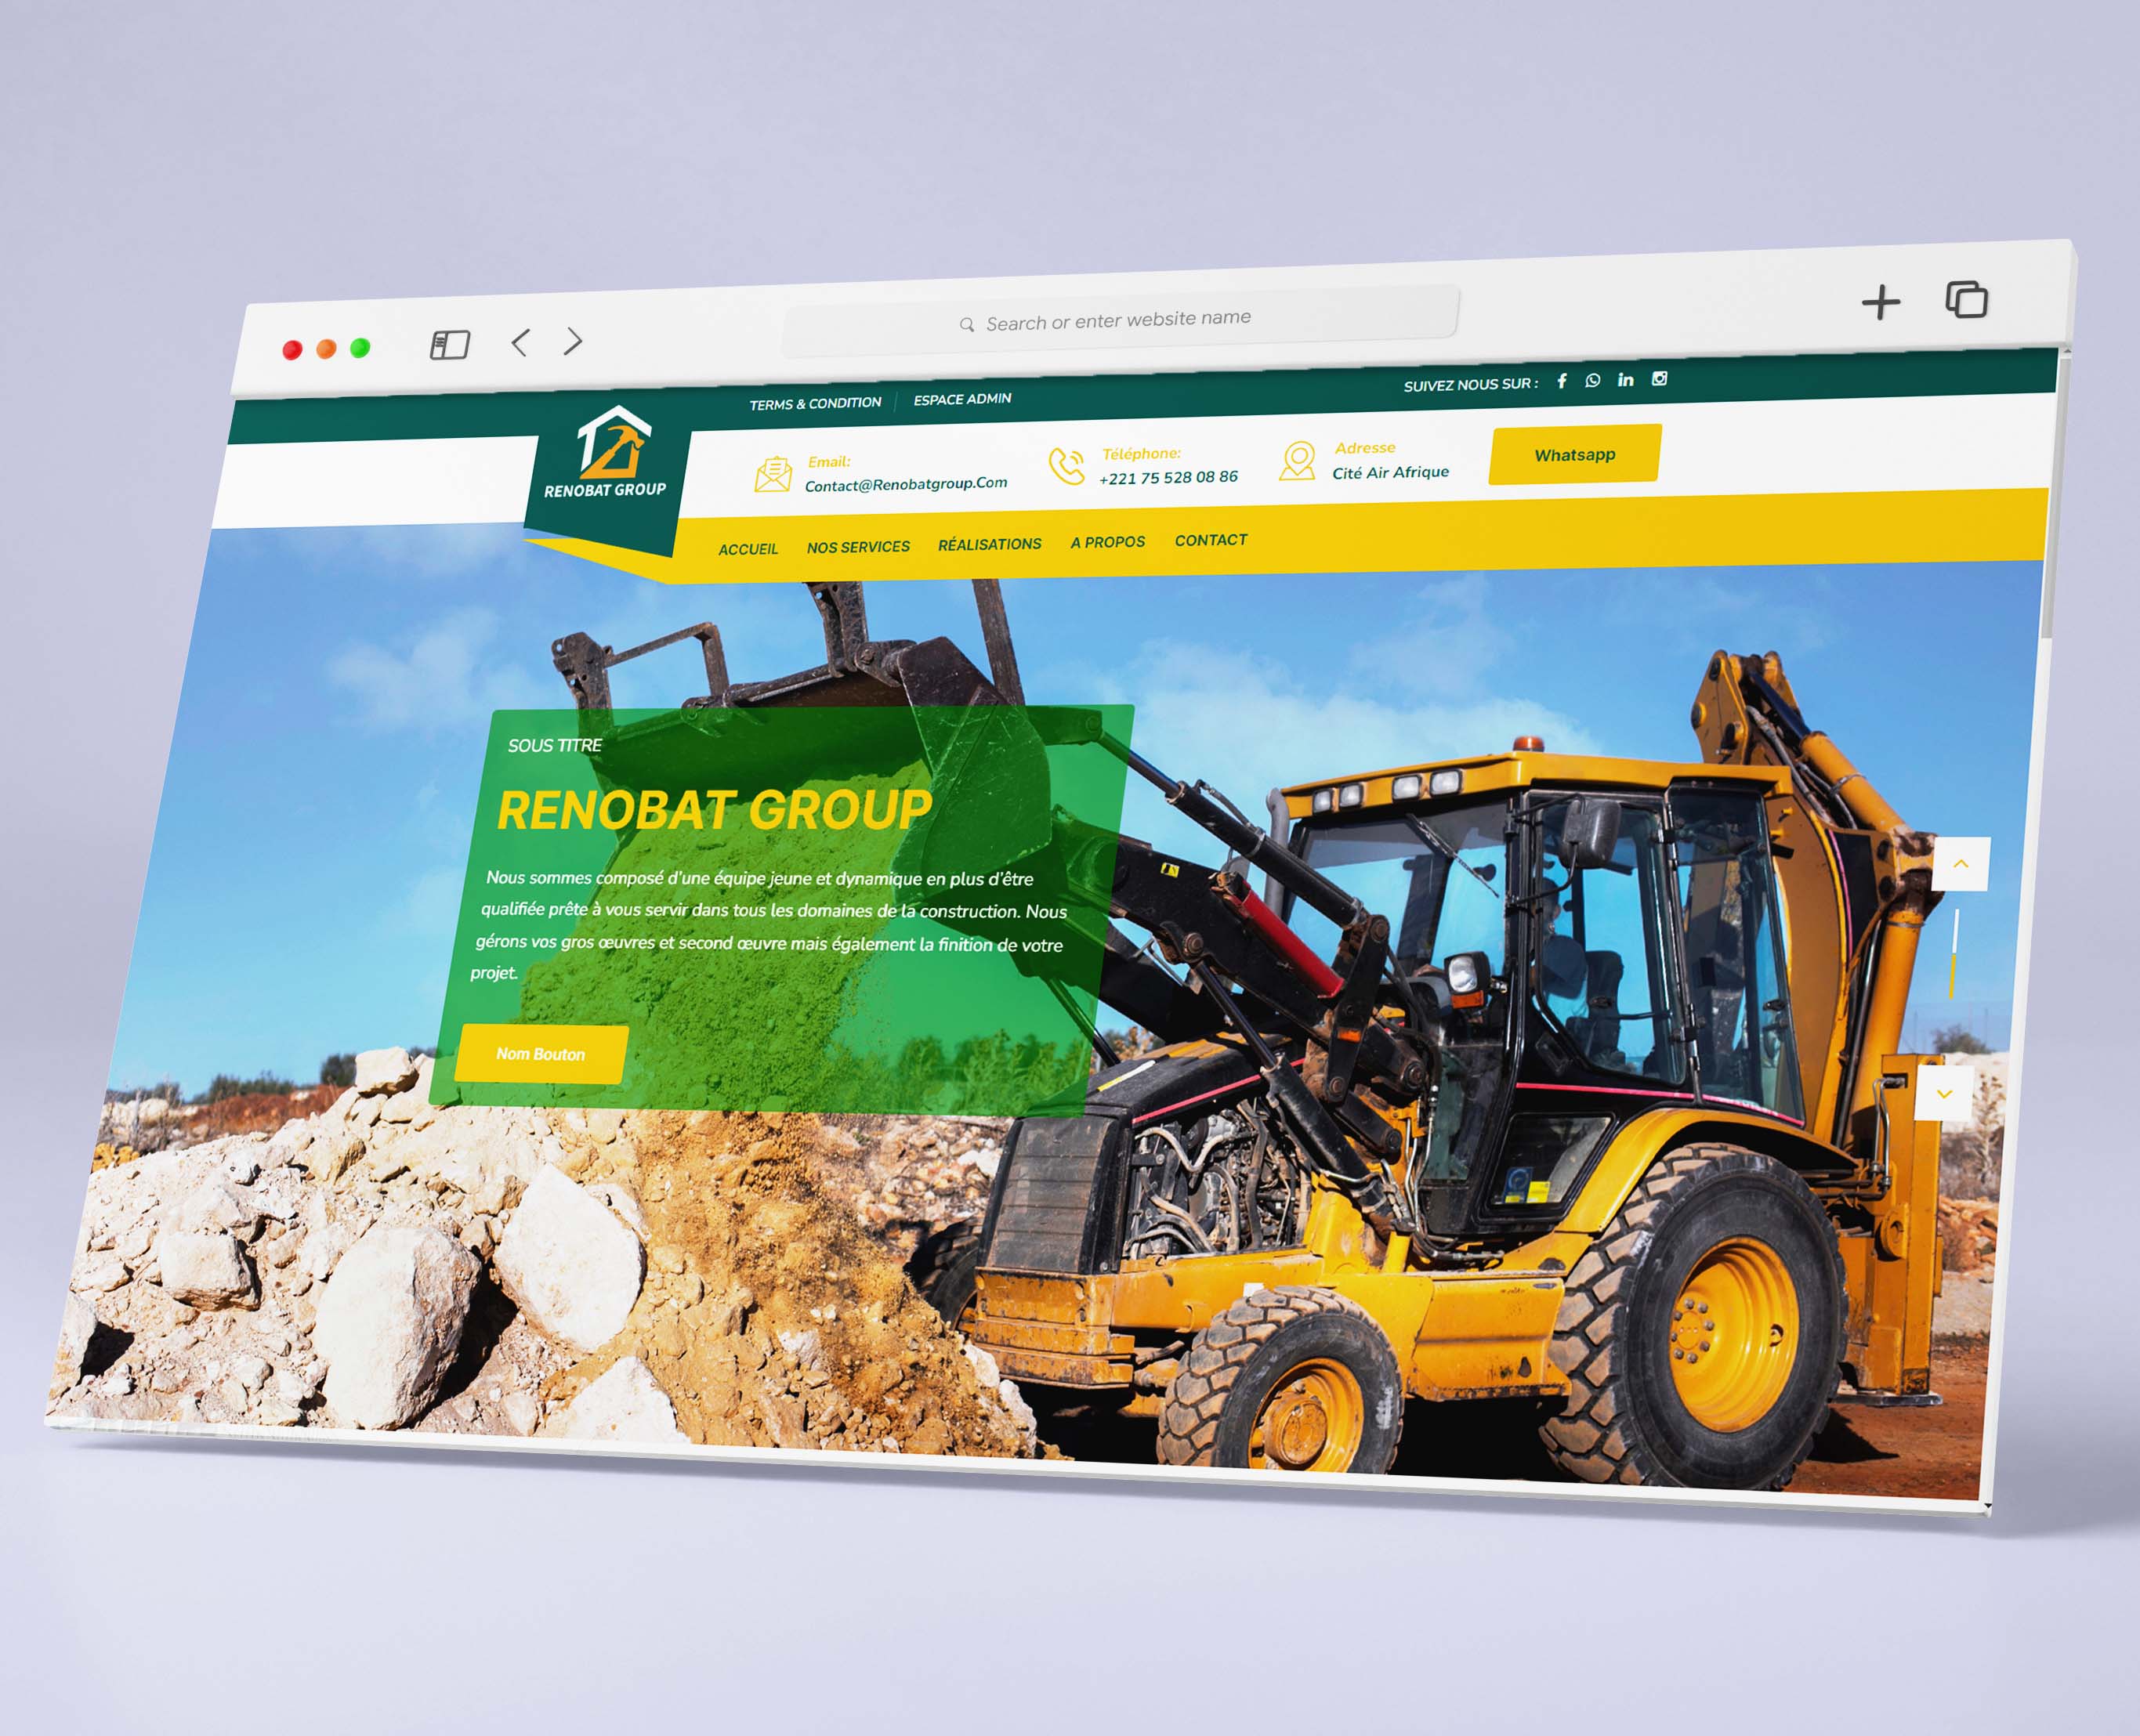 Search or enter website name
TERMS & CONDITION
ESPACE ADMIN
SUIVEZ NOUS SUR :
RENOBAT GROUP
Email:
Contact@Renobatgroup.Com
Téléphone:
+221 75 528 08 86
Adresse
Cité Air Afrique
Whatsapp
ACCUEIL
NOS SERVICES
RÉALISATIONS
A PROPOS
CONTACT
SOUS TITRE
RENOBAT GROUP
Nous sommes composé d'une équipe jeune et dynamique en plus d'être
qualifiée prête à vous servir dans tous les domaines de la construction. Nous
gérons vos gros œuvres et second œuvre mais également la finition de votre
projet.
Nom Bouton